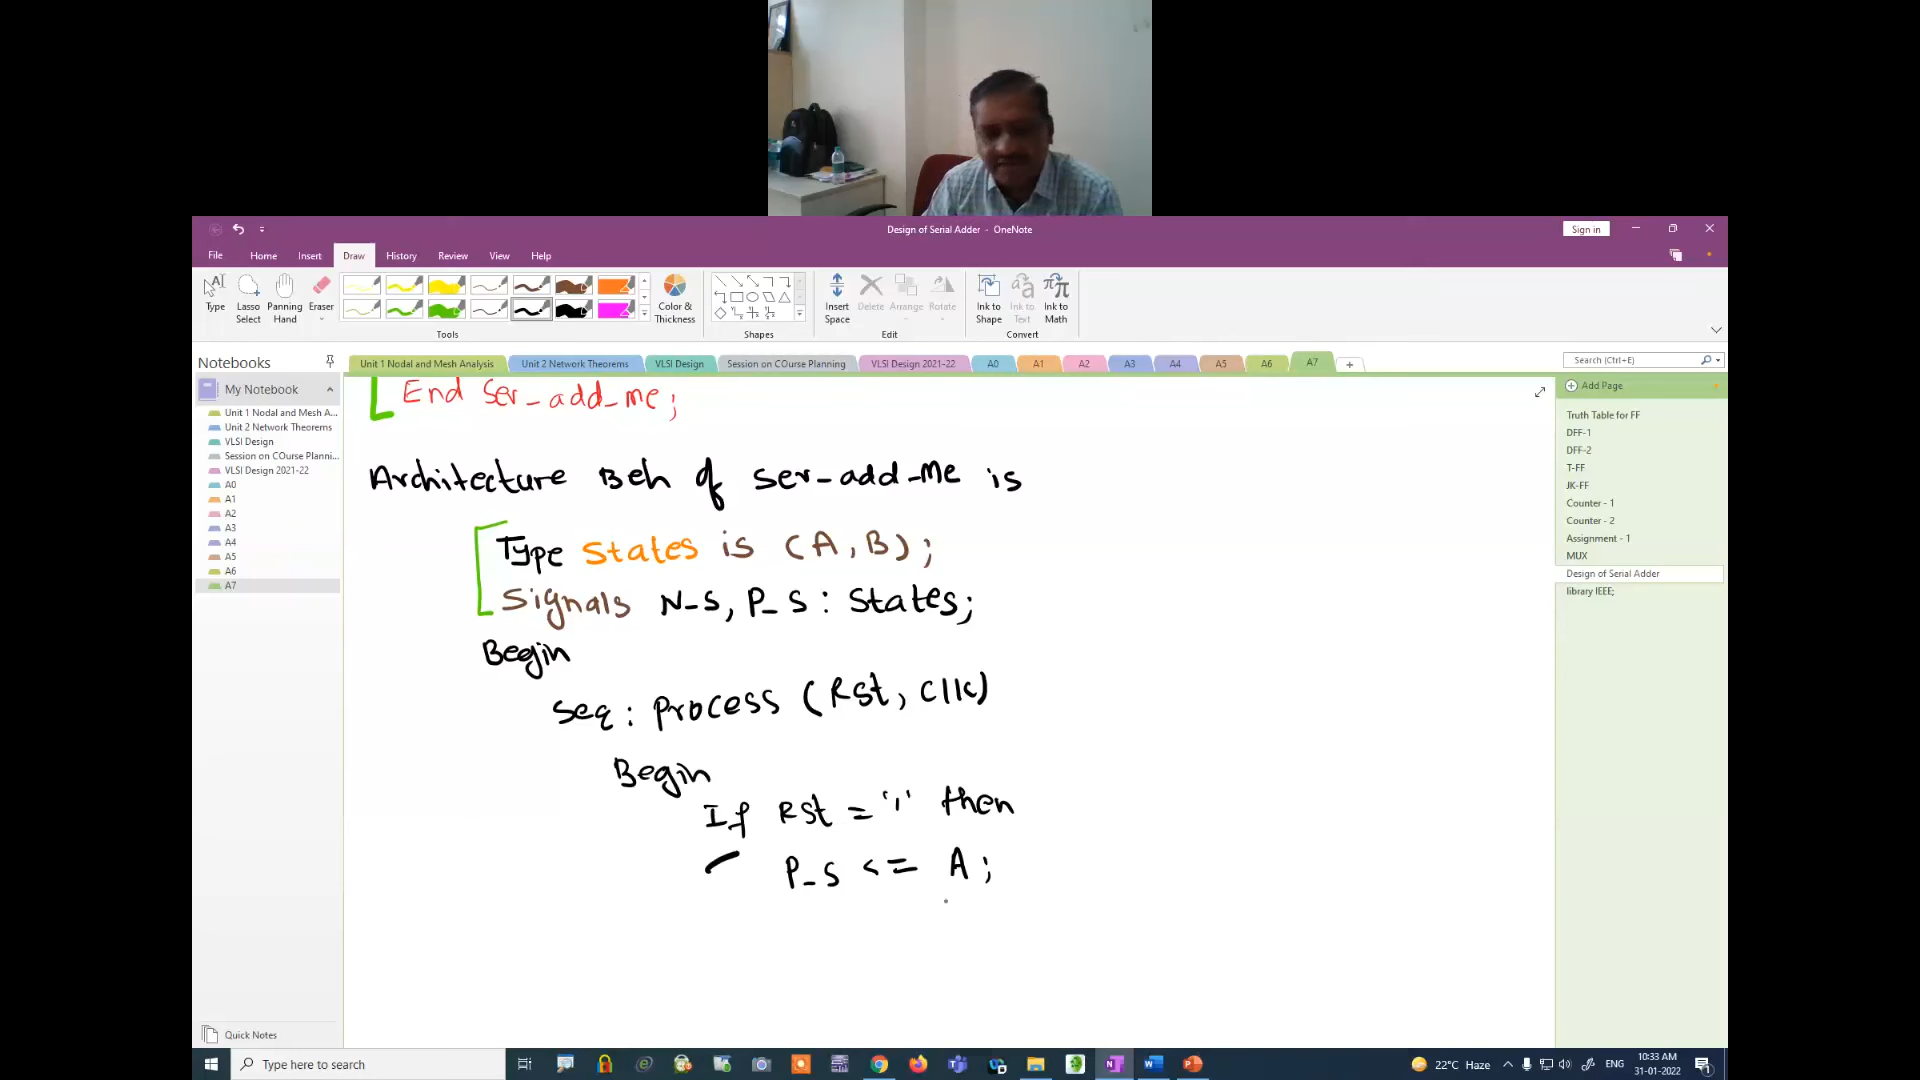 Design of Serial Adder - OneNote
Sign in
File Home Insert Draw History Review View Help
Type
Lasso Select
Panning Hand
Eraser
Color & Thickness
Insert Space
Delete
Arrange
Rotate
Ink to Shape
Ink to Text
Ink to Math
Tools
Shapes
Edit
Convert
Notebooks
Unit 1 Nodal and Mesh Analysis
Unit 2 Network Theorems
VLSI Design
Session on COurse Planning
VLSI Design 2021-22
A0 A1 A2 A3 A4 A5 A6 A7
Search (Ctrl+E)
My Notebook
Unit 1 Nodal and Mesh A...
Unit 2 Network Theorems
VLSI Design
Session on COurse Planni...
VLSI Design 2021-22
A0
A1
A2
A3
A4
A5
A6
A7
Quick Notes
End Ser_add_me;
Architecture Beh of ser-add-Me is
Type States is (A, B);
Signals N-S, P-S : States;
Begin
Seq : process (Rst, Clk)
Begin
If Rst = '1' then
P-S <= A;
Add Page
Truth Table for FF
DFF-1
DFF-2
T-FF
JK-FF
Counter - 1
Counter - 2
Assignment - 1
MUX
Design of Serial Adder
library IEEE;
Type here to search
22°C Haze
ENG
10:33 AM
31-01-2022